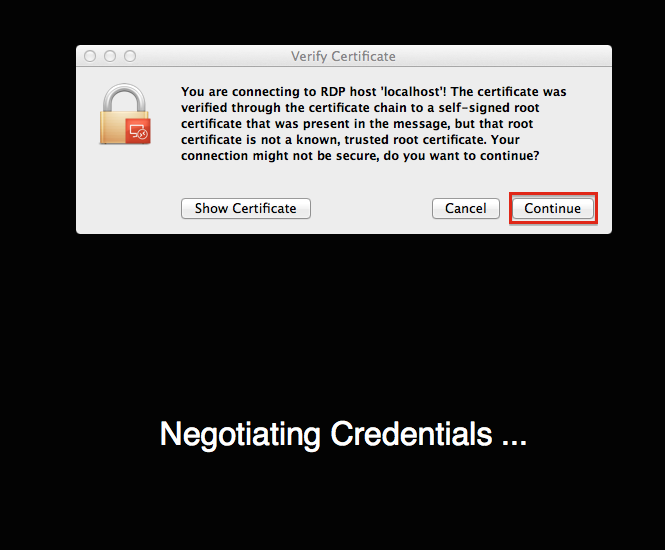 Verify Certificate
You are connecting to RDP host 'localhost'! The certificate was
verified through the certificate chain to a self-signed root
certificate that was present in the message, but that root
certificate is not a known, trusted root certificate. Your
connection might not be secure, do you want to continue?
Show Certificate Cancel Continue
Negotiating Credentials ...